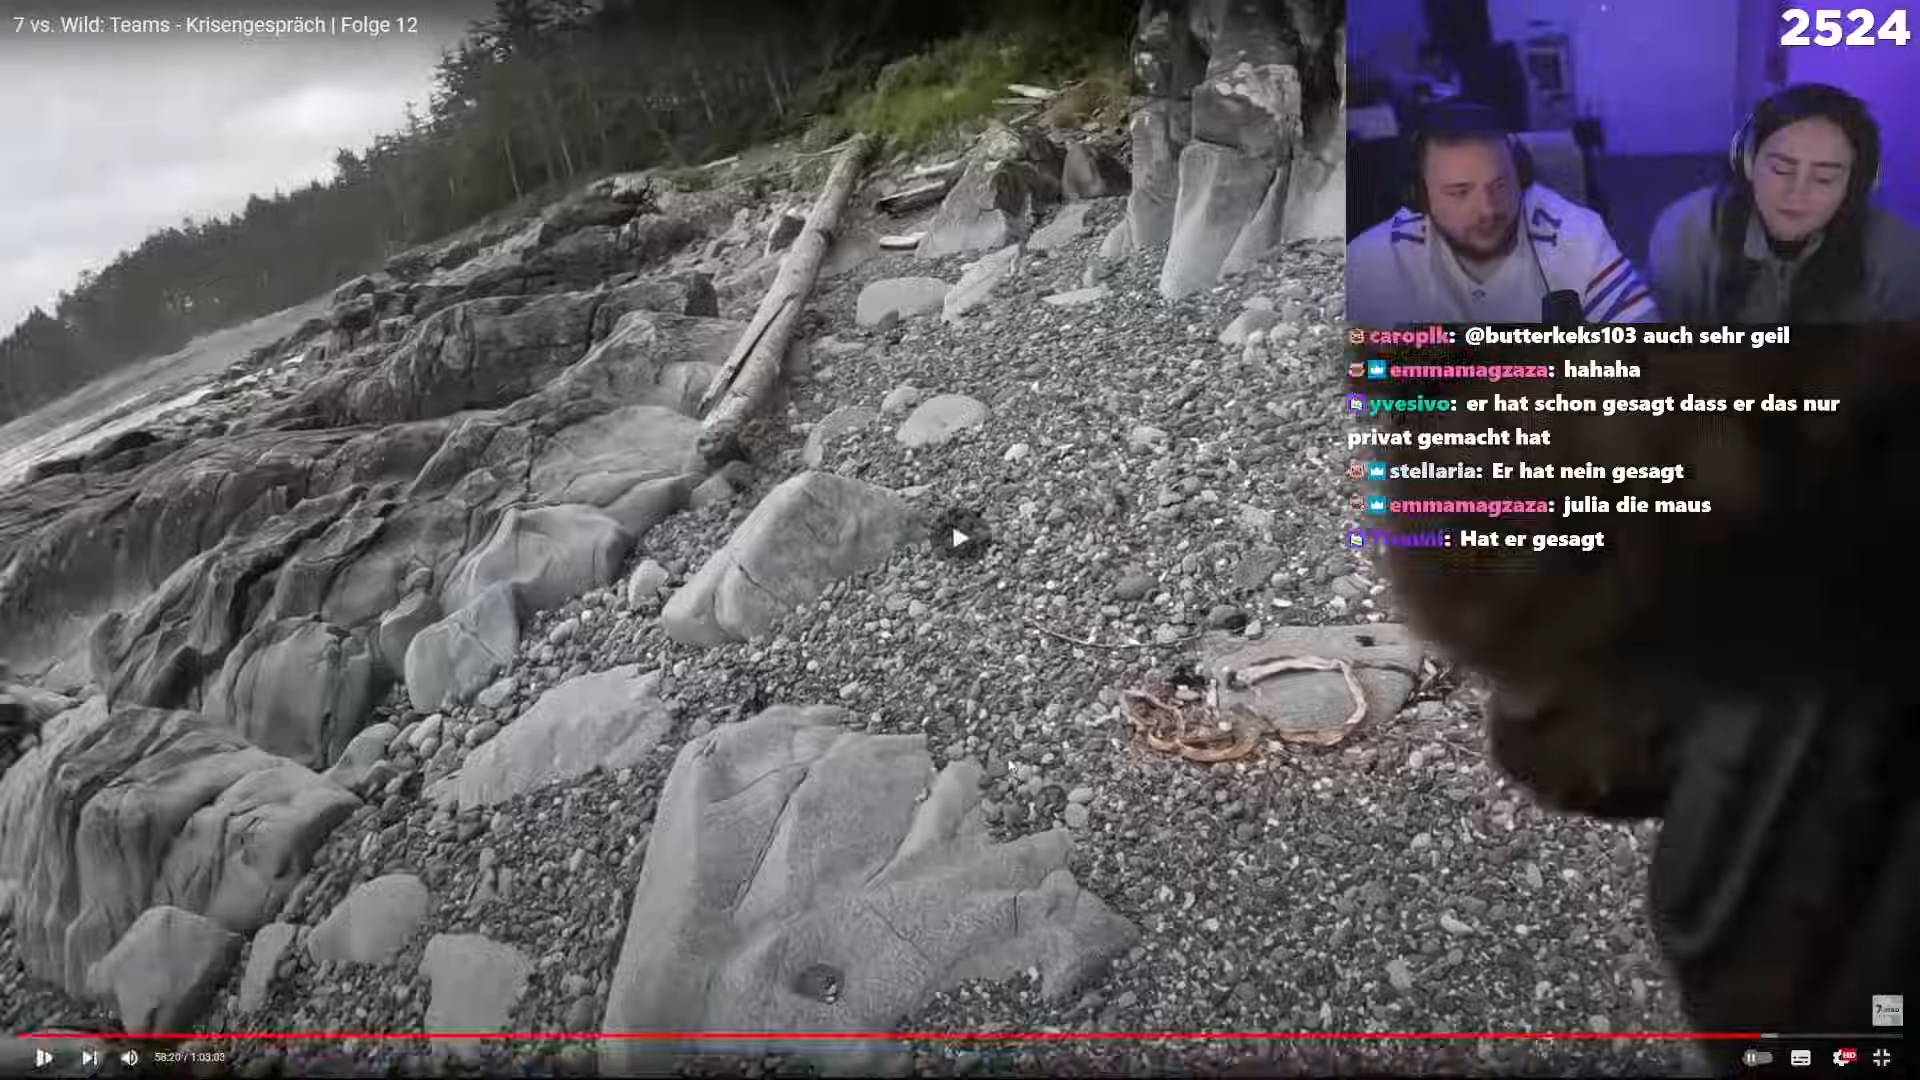 7 vs. Wild: Teams - Krisengespräch | Folge 12
2524
caroplk: @butterkeks103 auch sehr geil
emmamagzaza: hahaha
yvesivo: er hat schon gesagt dass er das nur
privat gemacht hat
stellaria: Er hat nein gesagt
emmamagzaza: julia die maus
: Hat er gesagt
17
58:20 / 1:03:03
HD